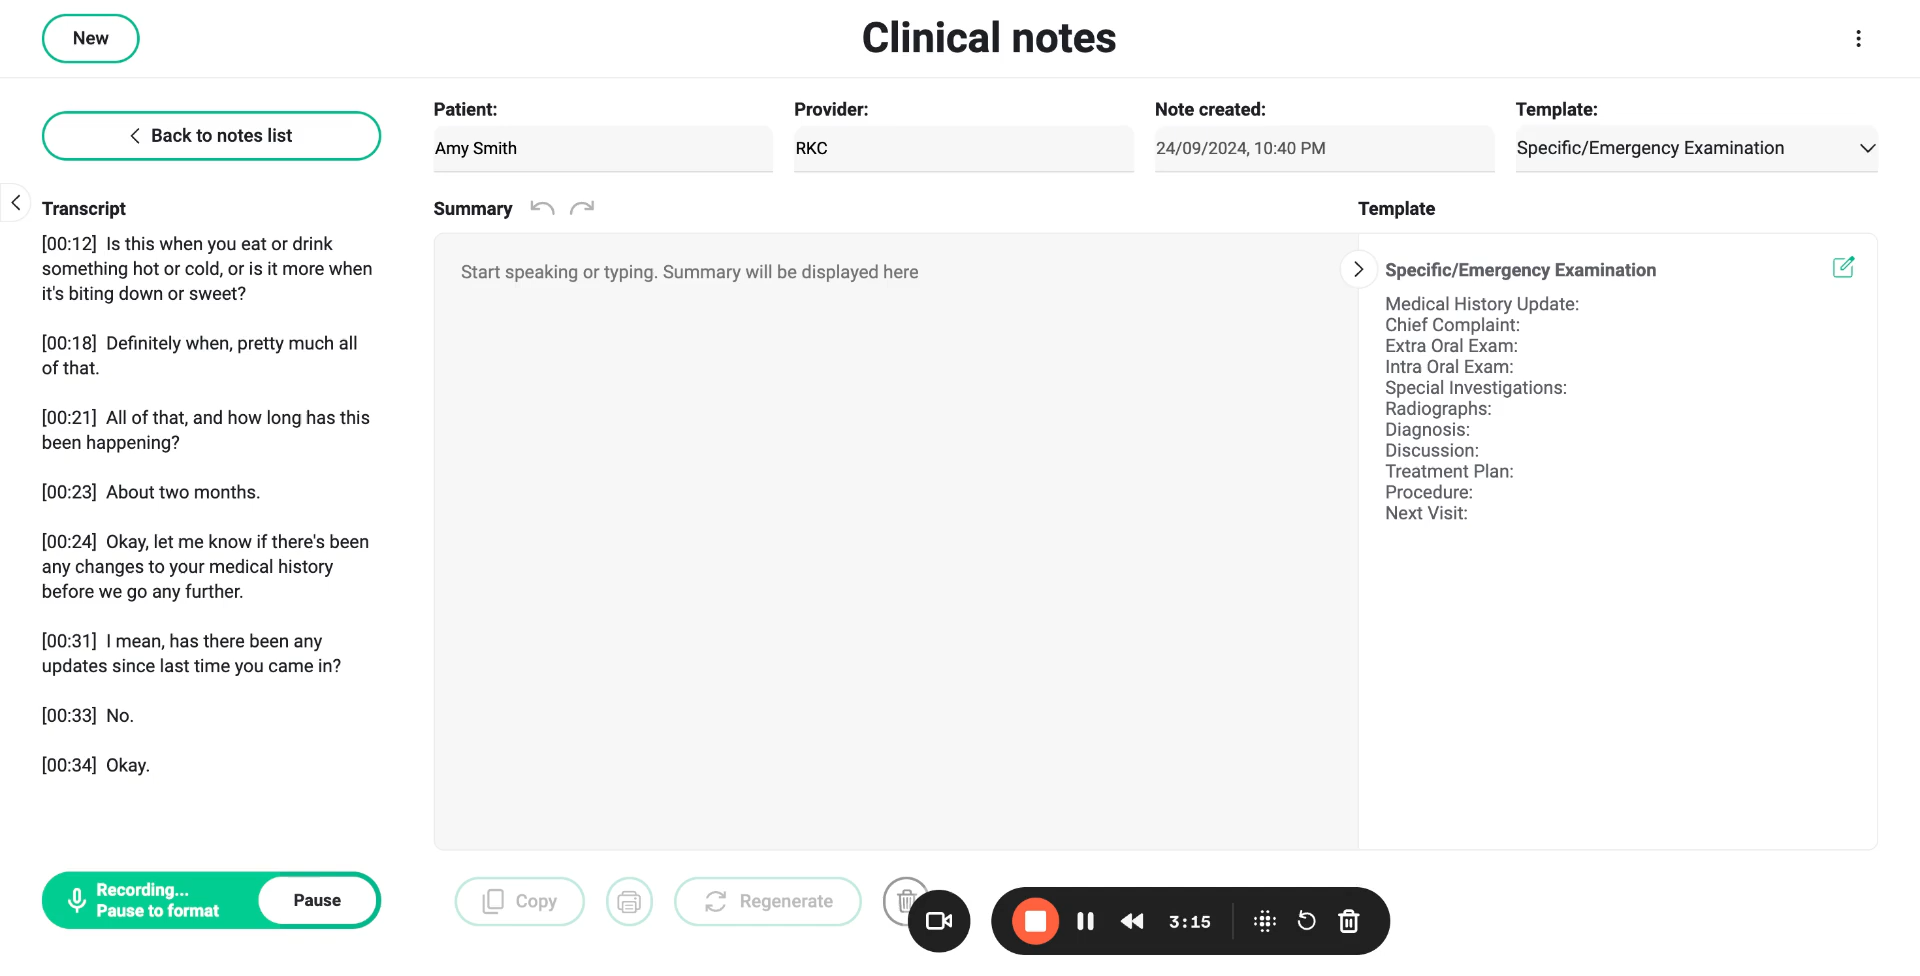 New
Clinical notes
Back to notes list
Patient:
Amy Smith
Provider:
RKC
Note created:
24/09/2024, 10:40 PM
Template:
Specific/Emergency Examination
Transcript
[00:12] Is this when you eat or drink
something hot or cold, or is it more when
it's biting down or sweet?
[00:18] Definitely when, pretty much all
of that.
[00:21] All of that, and how long has this
been happening?
[00:23] About two months.
[00:24] Okay, let me know if there's been
any changes to your medical history
before we go any further.
[00:31] I mean, has there been any
updates since last time you came in?
[00:33] No.
[00:34] Okay.
Recording...
Pause to format
Pause
Summary
Start speaking or typing. Summary will be displayed here
Template
Specific/Emergency Examination
Medical History Update:
Chief Complaint:
Extra Oral Exam:
Intra Oral Exam:
Special Investigations:
Radiographs:
Diagnosis:
Discussion:
Treatment Plan:
Procedure:
Next Visit:
Copy
Regenerate
3:15